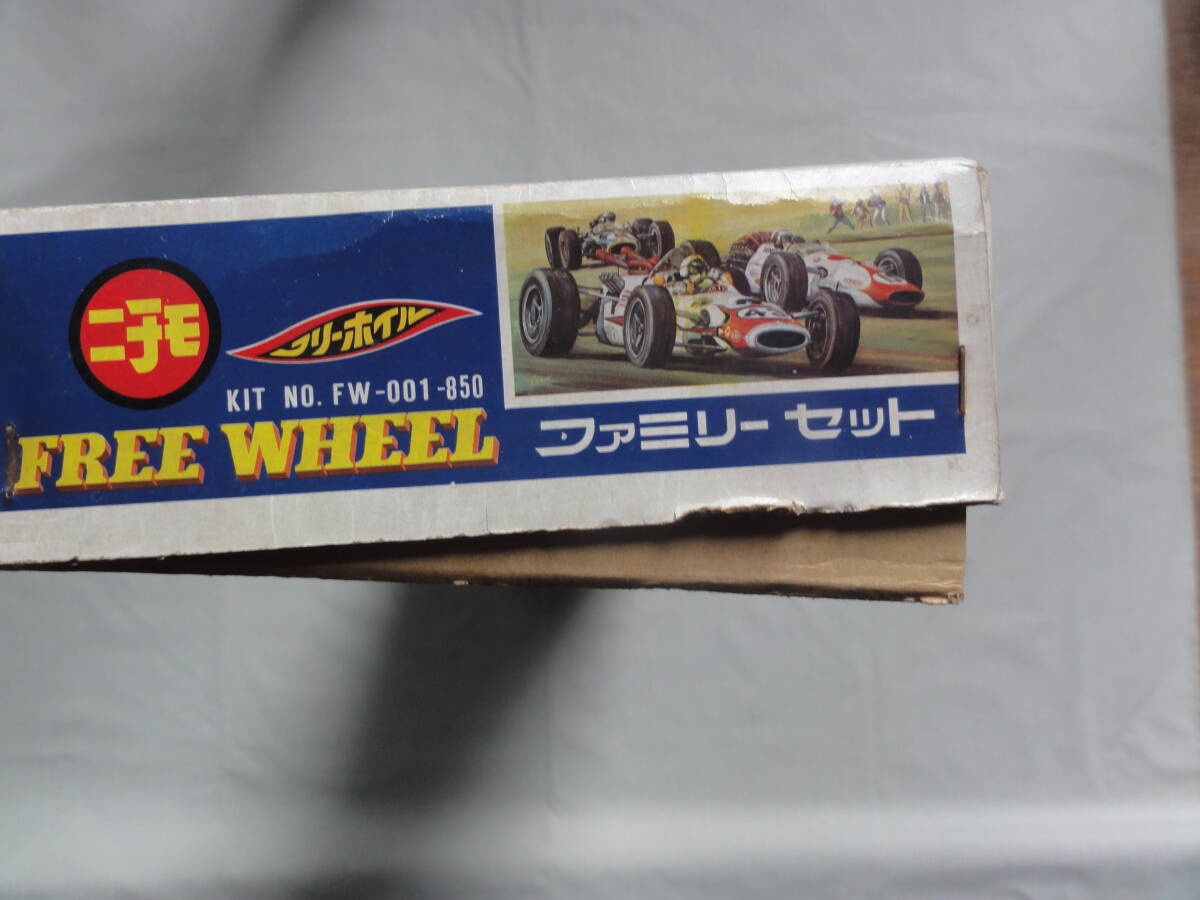 ニチモ
フリーホイル
KIT NO. FW-001-850
FREE WHEEL
ファミリー セット